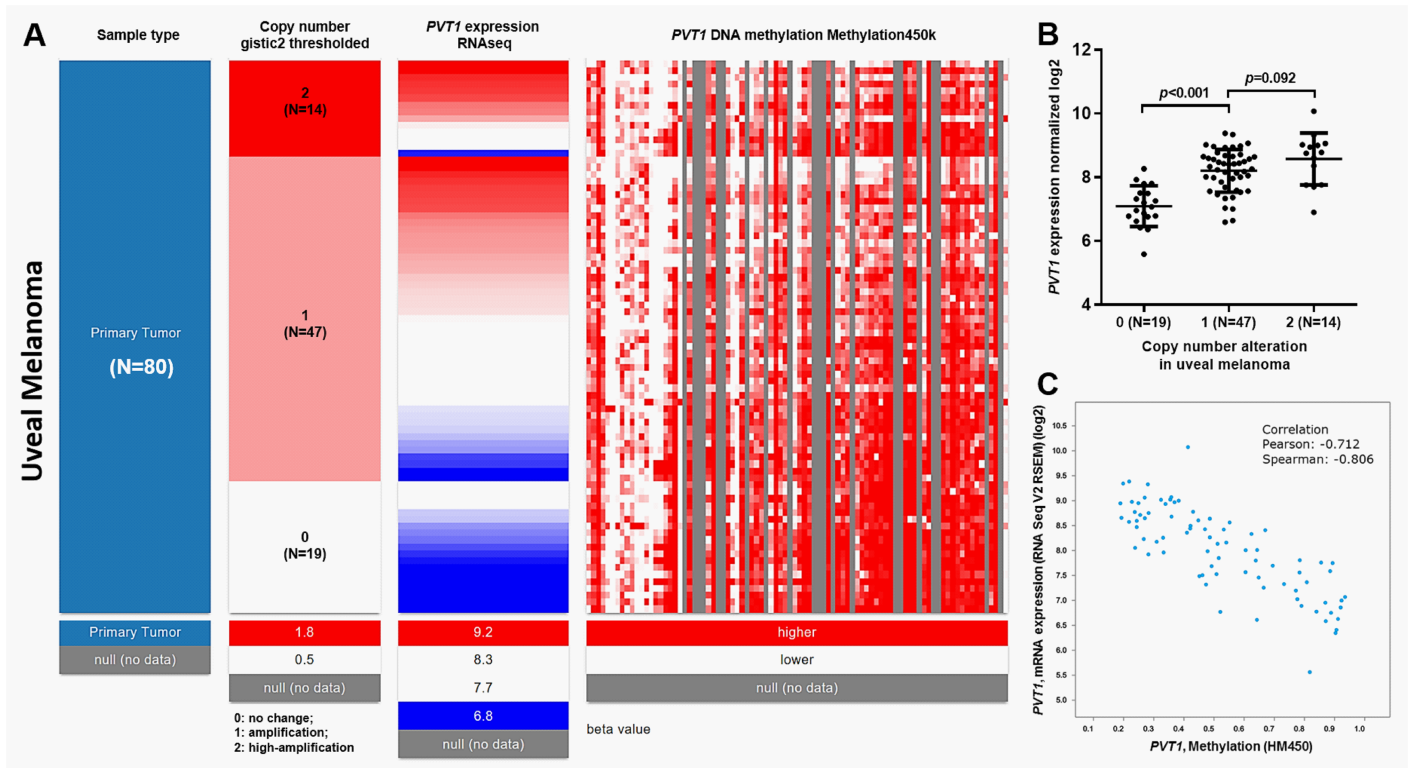 A
Sample type
Copy number
gistic2 thresholded
PVT1 expression
RNAseq
PVT1 DNA methylation Methylation450k
Uveal Melanoma
Primary Tumor
(N=80)
2
(N=14)
1
(N=47)
0
(N=19)
Primary Tumor
null (no data)
1.8
0.5
null (no data)
0: no change;
1: amplification;
2: high-amplification
9.2
8.3
7.7
6.8
null (no data)
higher
lower
null (no data)
beta value
B
PVT1 expression normalized log2
12
10
8
6
4
p<0.001
p=0.092
0 (N=19)
1 (N=47)
2 (N=14)
Copy number alteration
in uveal melanoma
C
PVT1, mRNA expression (RNA Seq V2 RSEM) (log2)
10.5
10.0
9.5
9.0
8.5
8.0
7.5
7.0
6.5
6.0
5.5
5.0
Correlation
Pearson: -0.712
Spearman: -0.806
0.1 0.2 0.3 0.4 0.5 0.6 0.7 0.8 0.9 1.0
PVT1, Methylation (HM450)